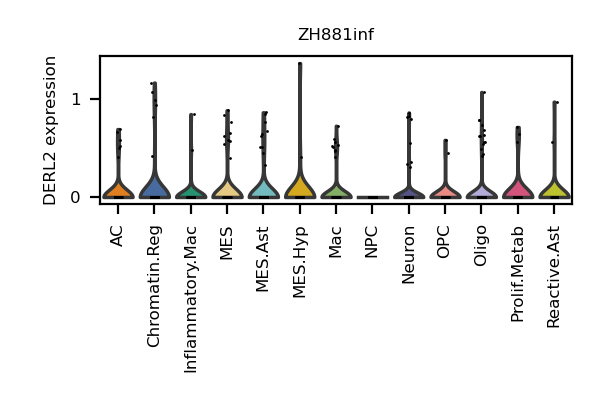 ZH881inf
DERL2 expression
1
0
AC
Chromatin.Reg
Inflammatory.Mac
MES
MES.Ast
MES.Hyp
Mac
NPC
Neuron
OPC
Oligo
Prolif.Metab
Reactive.Ast